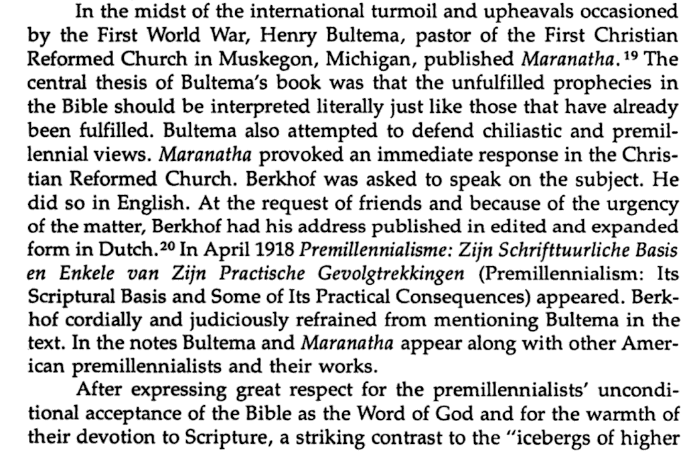 In the midst of the international turmoil and upheavals occasioned
by the First World War, Henry Bultema, pastor of the First Christian
Reformed Church in Muskegon, Michigan, published Maranatha.19 The
central thesis of Bultema's book was that the unfulfilled prophecies in
the Bible should be interpreted literally just like those that have already
been fulfilled. Bultema also attempted to defend chiliastic and premil-
lennial views. Maranatha provoked an immediate response in the Chris-
tian Reformed Church. Berkhof was asked to speak on the subject. He
did so in English. At the request of friends and because of the urgency
of the matter, Berkhof had his address published in edited and expanded
form in Dutch.20 In April 1918 Premillennialisme: Zijn Schrifttuurliche Basis
en Enkele van Zijn Practische Gevolgtrekkingen (Premillennialism: Its
Scriptural Basis and Some of Its Practical Consequences) appeared. Berk-
hof cordially and judiciously refrained from mentioning Bultema in the
text. In the notes Bultema and Maranatha appear along with other Amer-
ican premillennialists and their works.
After expressing great respect for the premillennialists' uncondi-
tional acceptance of the Bible as the Word of God and for the warmth of
their devotion to Scripture, a striking contrast to the "icebergs of higher